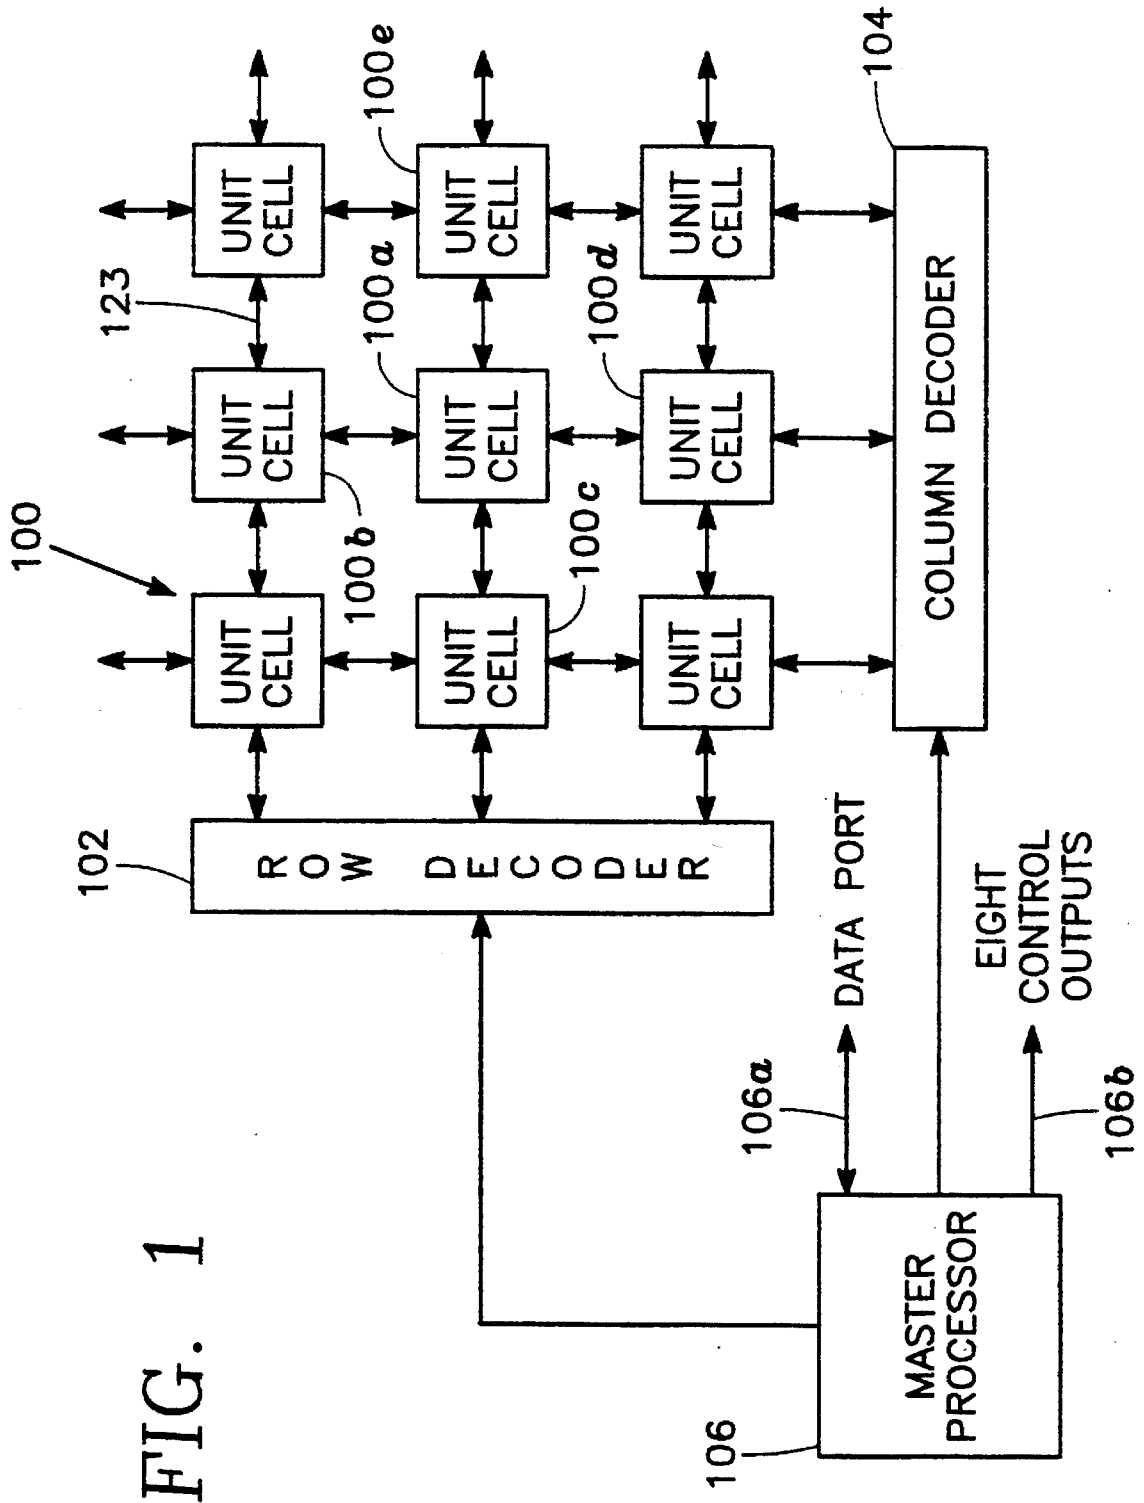 FIG. 1
100
102
123
ROW DECODER
UNIT
CELL
UNIT
CELL
UNIT
CELL
100b
100a
100e
UNIT
CELL
UNIT
CELL
UNIT
CELL
100c
100d
UNIT
CELL
UNIT
CELL
UNIT
CELL
106
106a
DATA PORT
104
MASTER
PROCESSOR
COLUMN DECODER
EIGHT
CONTROL
OUTPUTS
106b